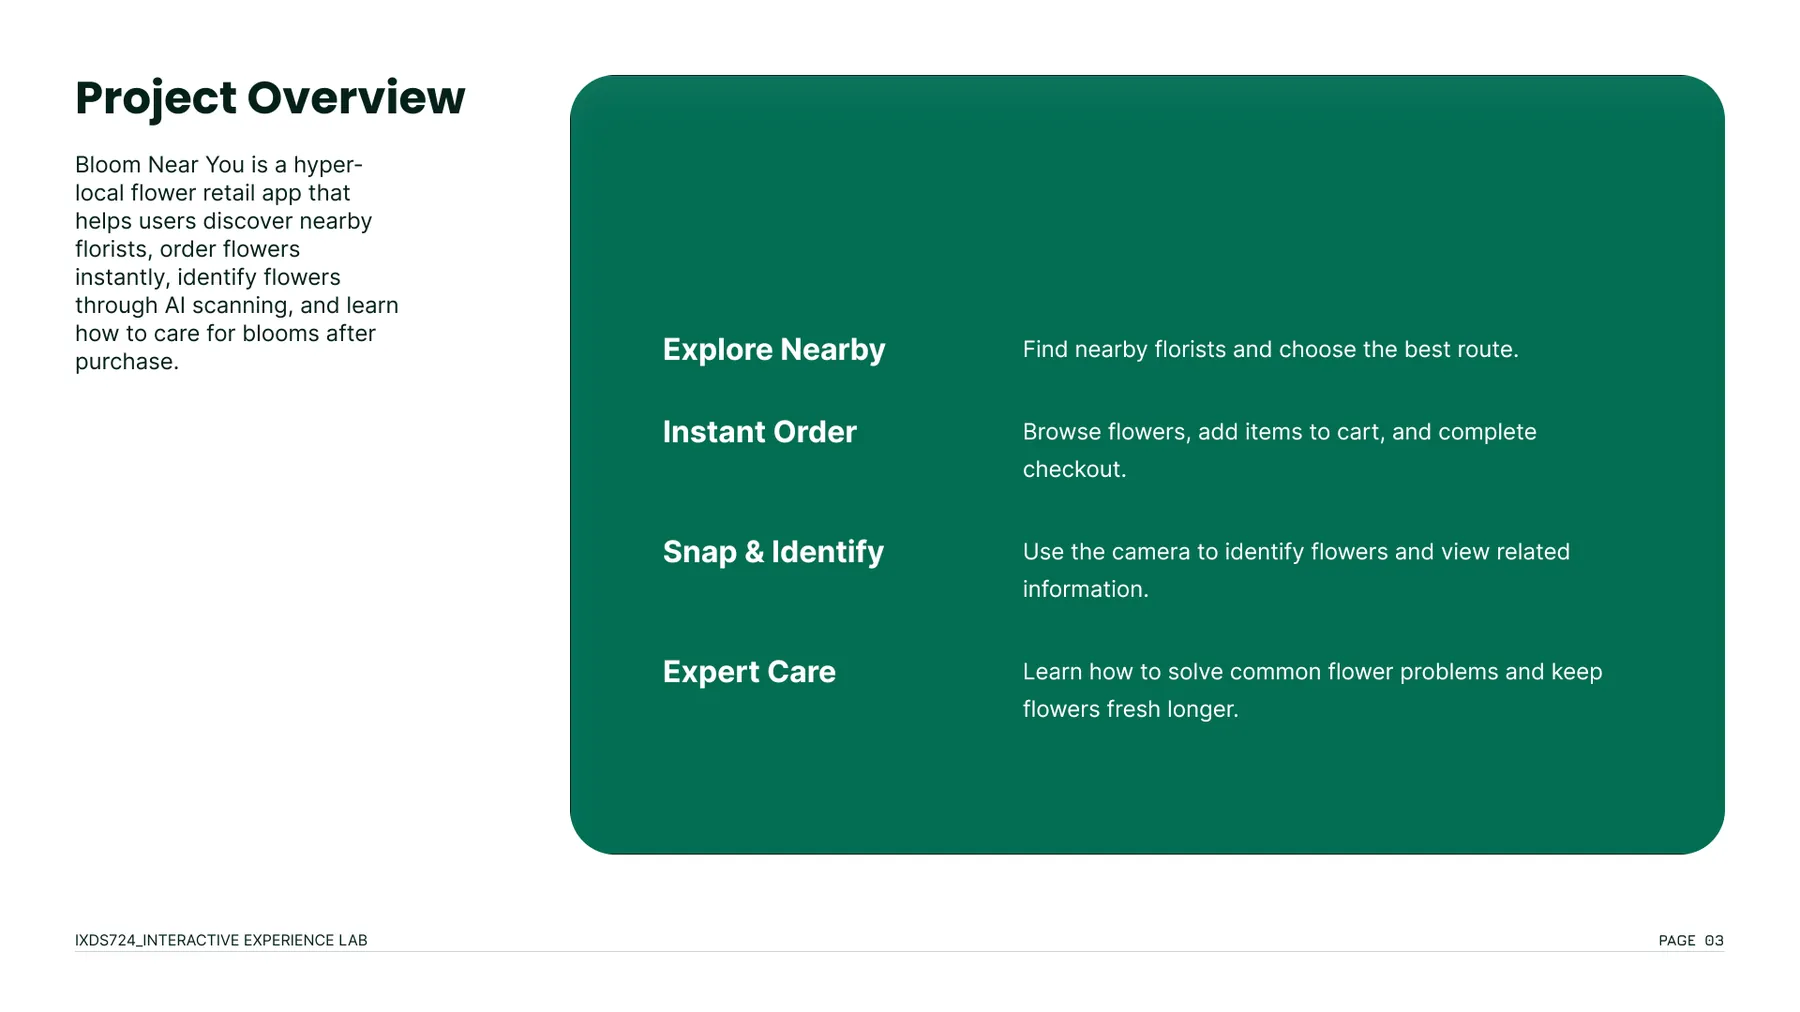 Project Overview
Bloom Near You is a hyper-
local flower retail app that
helps users discover nearby
florists, order flowers
instantly, identify flowers
through AI scanning, and learn
how to care for blooms after
purchase.
Explore Nearby
Find nearby florists and choose the best route.
Instant Order
Browse flowers, add items to cart, and complete
checkout.
Snap & Identify
Use the camera to identify flowers and view related
information.
Expert Care
Learn how to solve common flower problems and keep
flowers fresh longer.
IXDS724_INTERACTIVE EXPERIENCE LAB
PAGE 03